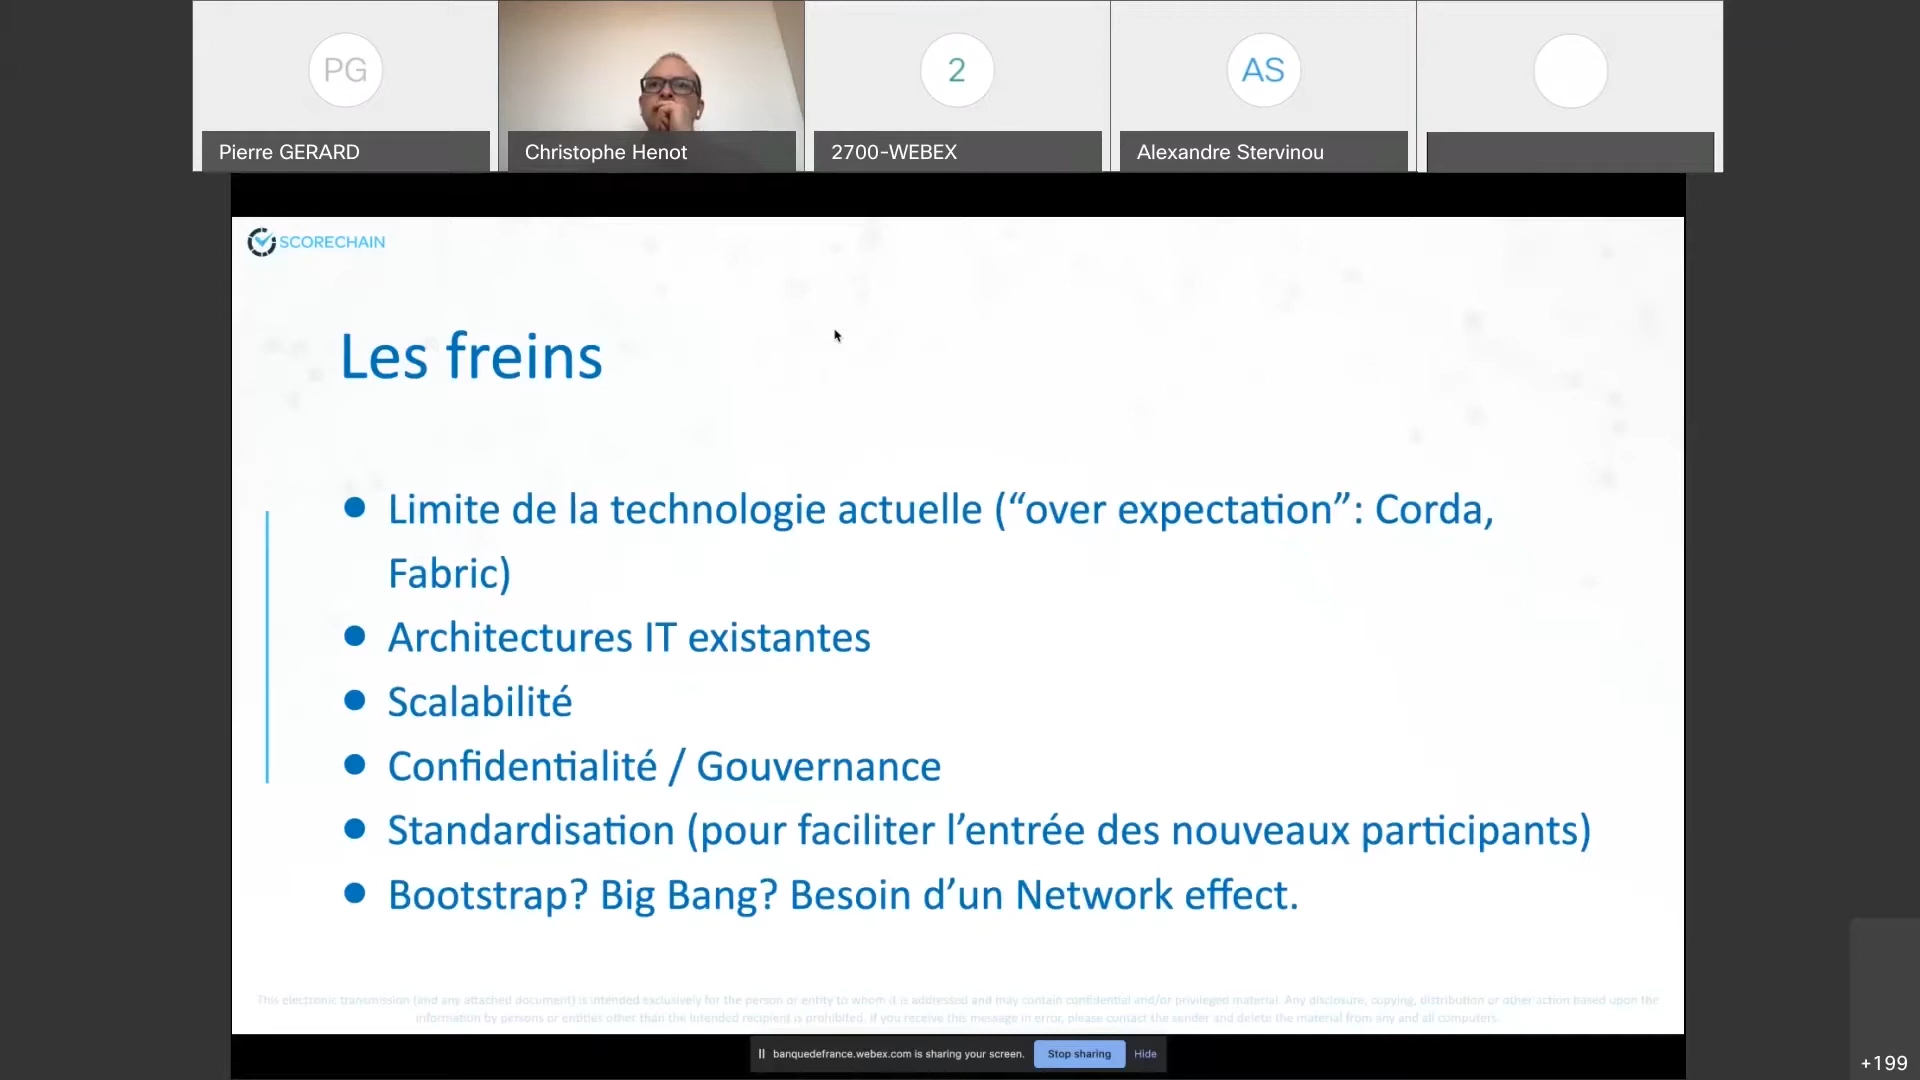 PG
2
AS
Pierre GERARD
Christophe Henot
2700-WEBEX
Alexandre Stervinou
SCORECHAIN
Les freins
Limite de la technologie actuelle (“over expectation”: Corda,
Fabric)
Architectures IT existantes
Scalabilité
Confidentialité / Gouvernance
Standardisation (pour faciliter l’entrée des nouveaux participants)
Bootstrap? Big Bang? Besoin d’un Network effect.
This electronic transmission (and any attached document) is intended exclusively for the person or entity to whom it is addressed and may contain confidential and/or privileged material. Any disclosure, copying, distribution or other action based upon the
information by persons or entities other than the intended recipient is prohibited. If you receive this message in error, please contact the sender and delete the material from any and all computers.
banquedefrance.webex.com is sharing your screen.
Stop sharing
Hide
+199